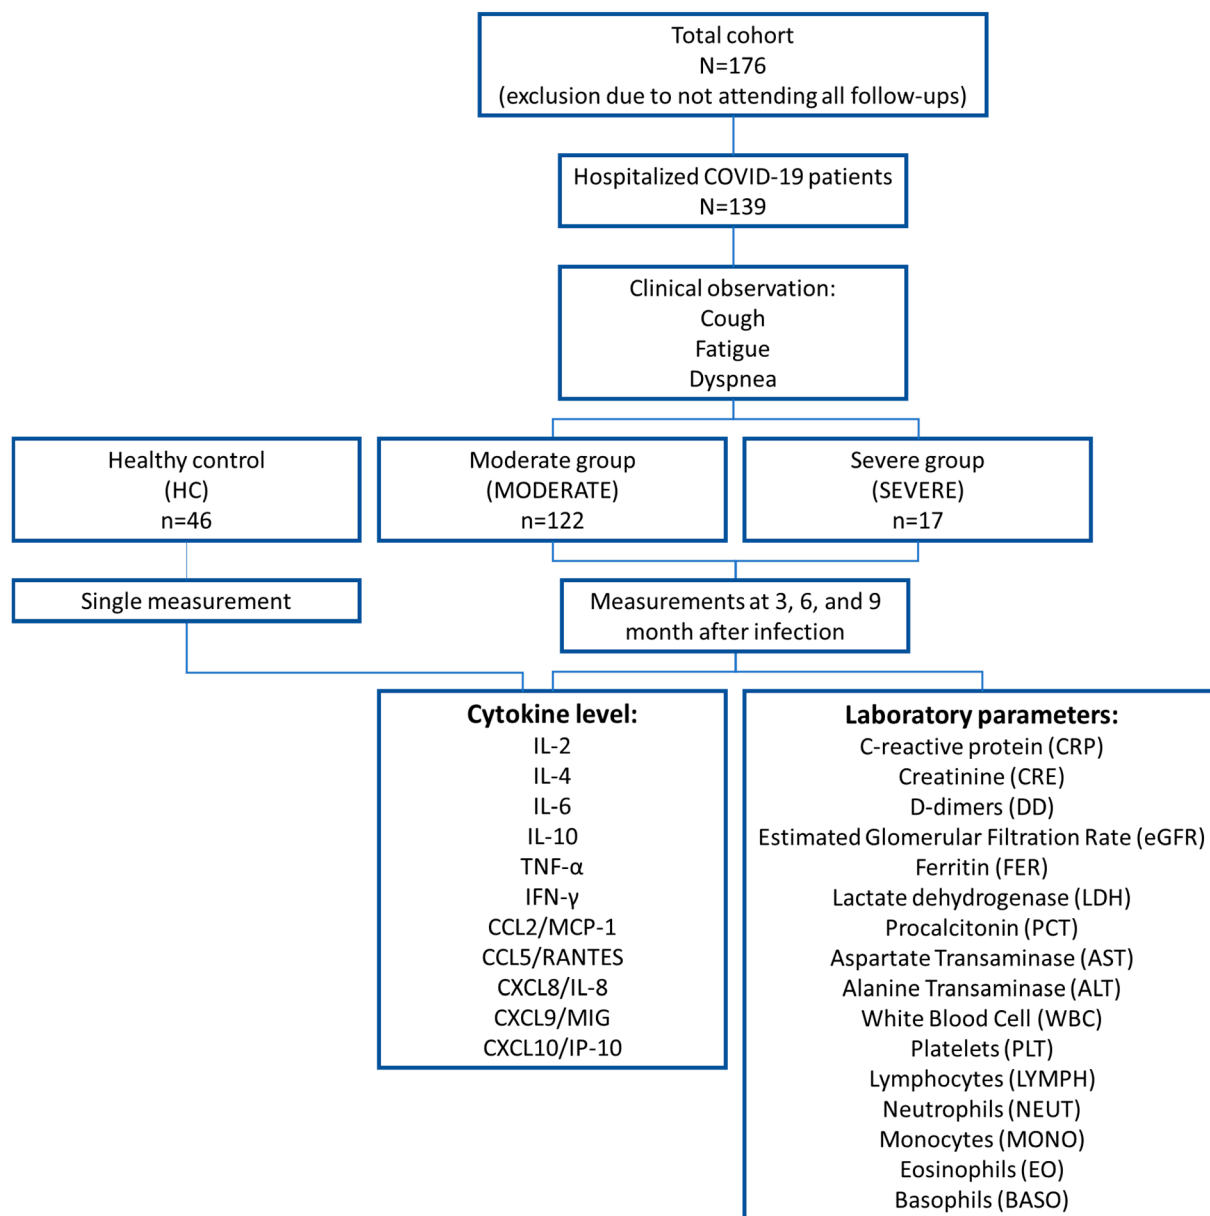 Total cohort
N=176
(exclusion due to not attending all follow-ups)
Hospitalized COVID-19 patients
N=139
Clinical observation:
Cough
Fatigue
Dyspnea
Healthy control
(HC)
n=46
Moderate group
(MODERATE)
n=122
Severe group
(SEVERE)
n=17
Single measurement
Measurements at 3, 6, and 9
month after infection
Cytokine level:
IL-2
IL-4
IL-6
IL-10
TNF-α
IFN-γ
CCL2/MCP-1
CCL5/RANTES
CXCL8/IL-8
CXCL9/MIG
CXCL10/IP-10
Laboratory parameters:
C-reactive protein (CRP)
Creatinine (CRE)
D-dimers (DD)
Estimated Glomerular Filtration Rate (eGFR)
Ferritin (FER)
Lactate dehydrogenase (LDH)
Procalcitonin (PCT)
Aspartate Transaminase (AST)
Alanine Transaminase (ALT)
White Blood Cell (WBC)
Platelets (PLT)
Lymphocytes (LYMPH)
Neutrophils (NEUT)
Monocytes (MONO)
Eosinophils (EO)
Basophils (BASO)